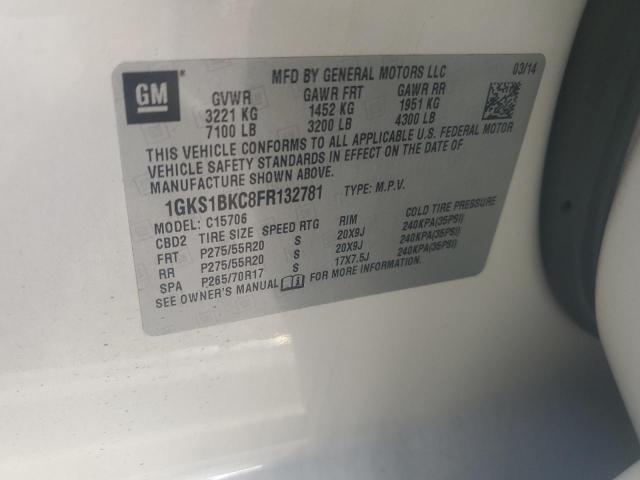 GM
MFD BY GENERAL MOTORS LLC 03/14
GVWR GAWR FRT GAWR RR
3221 KG 1452 KG 1951 KG
7100 LB 3200 LB 4300 LB
THIS VEHICLE CONFORMS TO ALL APPLICABLE U.S. FEDERAL MOTOR
VEHICLE SAFETY STANDARDS IN EFFECT ON THE DATE OF
MANUFACTURE SHOWN ABOVE.
1GKS1BKC8FR132781 TYPE: M.P.V.
MODEL: C15706
CBD2 TIRE SIZE SPEED RTG RIM COLD TIRE PRESSURE
FRT P275/55R20 S 20X9J 240KPA(35PSI)
RR P275/55R20 S 20X9J 240KPA(35PSI)
SPA P265/70R17 S 17X7.5J 240KPA(35PSI)
SEE OWNER'S MANUAL FOR MORE INFORMATION.